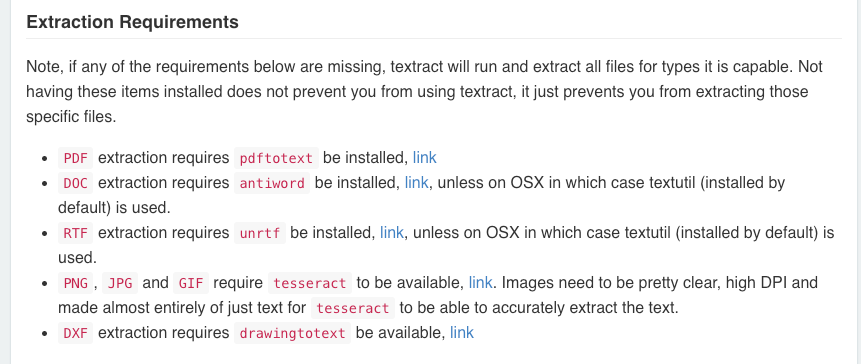 Extraction Requirements
Note, if any of the requirements below are missing, textract will run and extract all files for types it is capable. Not
having these items installed does not prevent you from using textract, it just prevents you from extracting those
specific files.
• PDF extraction requires pdftotext be installed, link
• DOC extraction requires antiword be installed, link, unless on OSX in which case textutil (installed by
default) is used.
• RTF extraction requires unrtf be installed, link, unless on OSX in which case textutil (installed by default) is
used.
• PNG , JPG and GIF require tesseract to be available, link. Images need to be pretty clear, high DPI and
made almost entirely of just text for tesseract to be able to accurately extract the text.
• DXF extraction requires drawingtotext be available, link